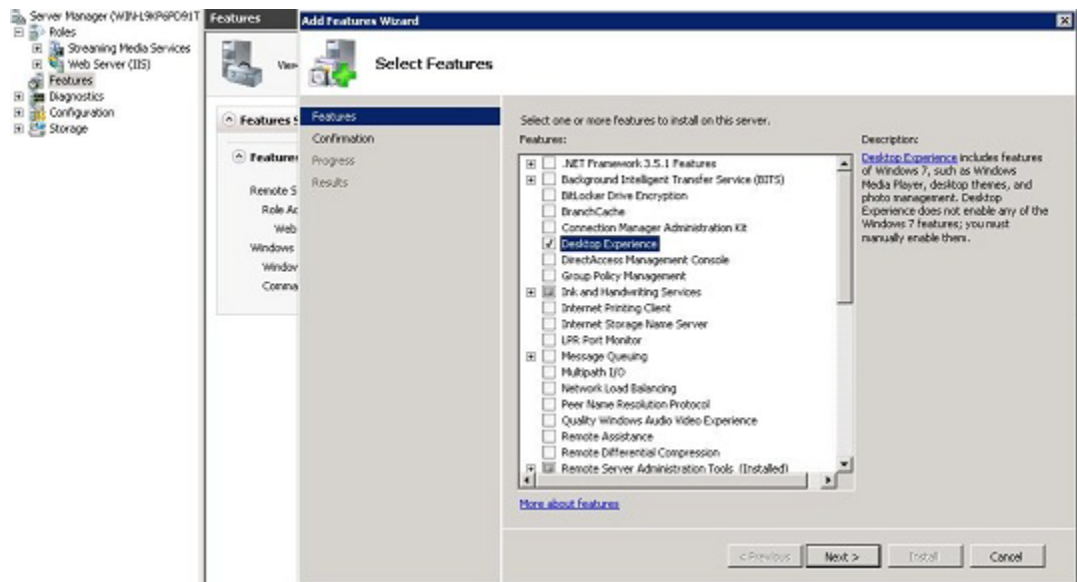 Server Manager (WIN-L9KP6PD91T
Roles
Streaming Media Services
Web Server (IIS)
Features
Diagnostics
Configuration
Storage
Features
View
Features S
Features
Remote S
Role Ad
Web
Windows
Window
Comma
Add Features Wizard
Select Features
Features
Confirmation
Progress
Results
Select one or more features to install on this server.
Features:
.NET Framework 3.5.1 Features
Background Intelligent Transfer Service (BITS)
BitLocker Drive Encryption
BranchCache
Connection Manager Administration Kit
Desktop Experience
DirectAccess Management Console
Group Policy Management
Ink and Handwriting Services
Internet Printing Client
Internet Storage Name Server
LPR Port Monitor
Message Queuing
Multipath I/O
Network Load Balancing
Peer Name Resolution Protocol
Quality Windows Audio Video Experience
Remote Assistance
Remote Differential Compression
Remote Server Administration Tools (Installed)
More about features
Description:
Desktop Experience includes features
of Windows 7, such as Windows
Media Player, desktop themes, and
photo management. Desktop
Experience does not enable any of the
Windows 7 features; you must
manually enable them.
< Previous
Next >
Install
Cancel